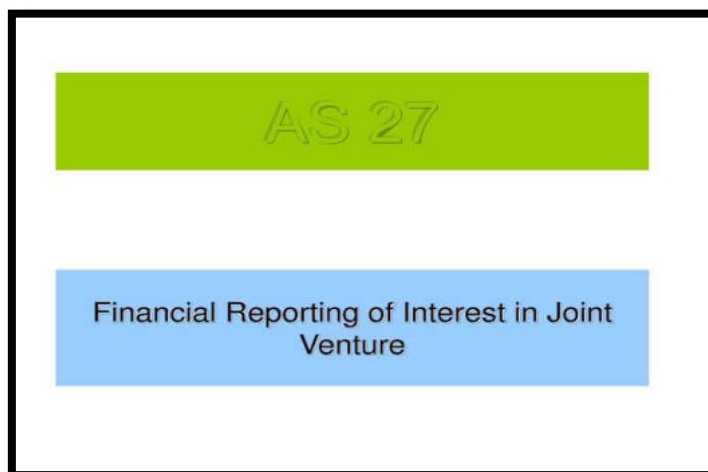 AS 27
Financial Reporting of Interest in Joint
Venture